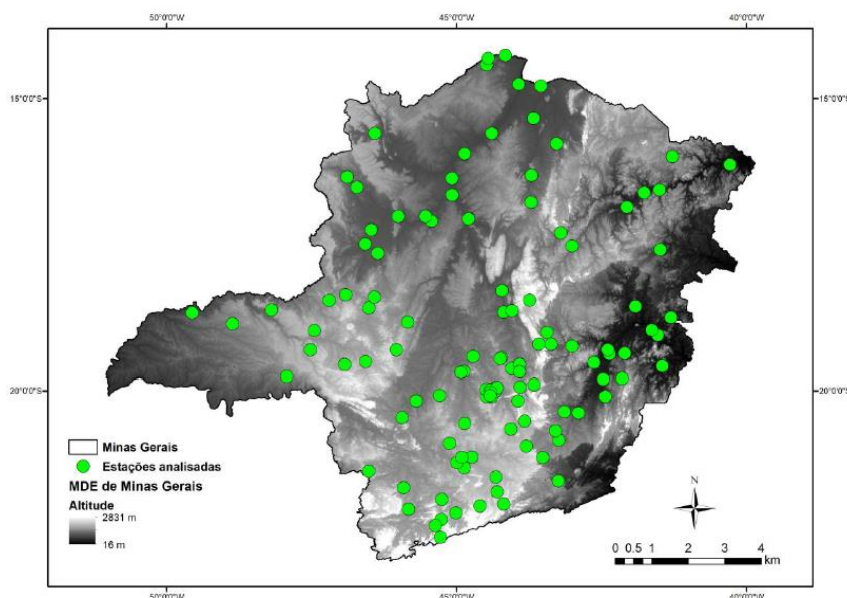 50°0'0"W 45°0'0"W 40°0'0"W
15°0'0"S 15°0'0"S
20°0'0"S 20°0'0"S
Minas Gerais
Estações analisadas
MDE de Minas Gerais
Altitude
2831 m
16 m
N
0 0.5 1 2 3 4
km
50°0'0"W 45°0'0"W 40°0'0"W